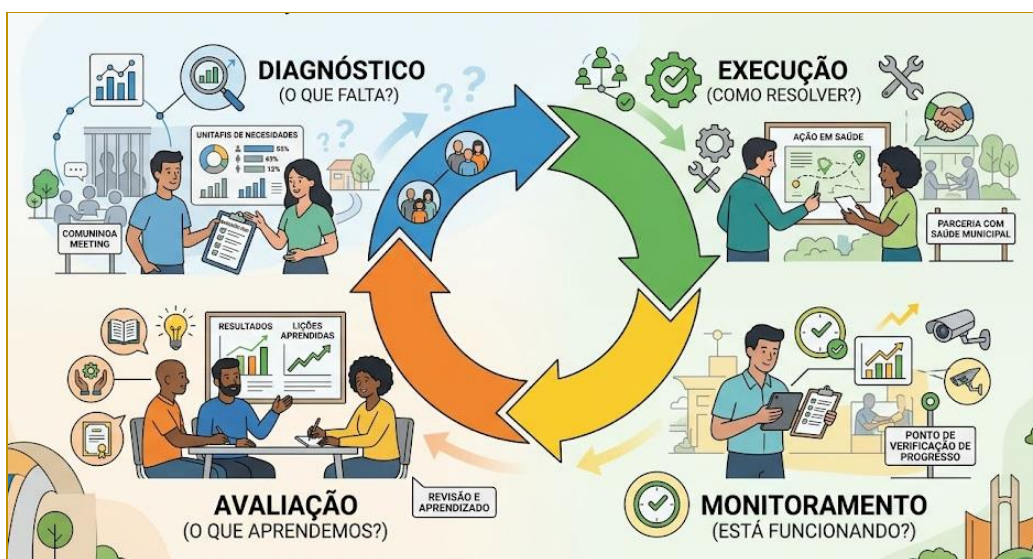 DIAGNÓSTICO
(O QUE FALTA?)
UNITAFIS DE NECESIDADES
55%
43%
12%
COMUNINOA
MEETING
EXECUÇÃO
(COMO RESOLVER?)
AÇÃO EM SAÚDE
PARCERIA COM
SAÚDE MUNICIPAL
RESULTADOS
LIÇÕES
APRENDIDAS
AVALIAÇÃO
(O QUE APRENDEMOS?)
REVISÃO E
APRENDIZADO
PONTO DE
VERIFICAÇÃO DE
PROGRESSO
MONITORAMENTO
(ESTÁ FUNCIONANDO?)